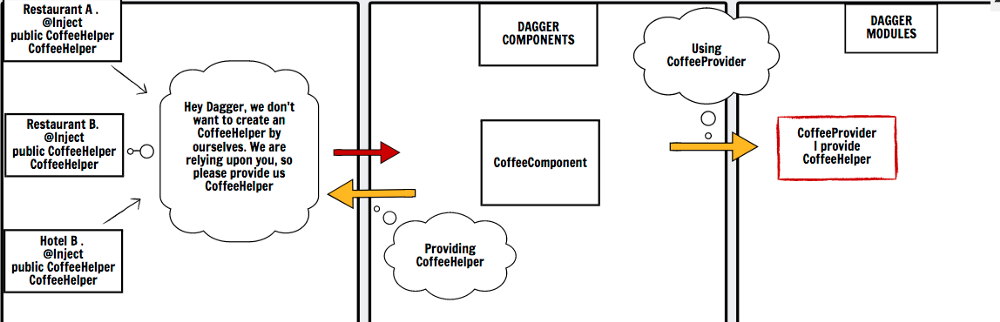 Restaurant A .
@Inject
public CoffeeHelper
CoffeeHelper
Restaurant B.
@Inject
public CoffeeHelper
CoffeeHelper
Hotel B .
@Inject
public CoffeeHelper
CoffeeHelper
Hey Dagger, we don't
want to create an
CoffeeHelper by
ourselves. We are
relying upon you, so
please provide us
CoffeeHelper
DAGGER
COMPONENTS
CoffeeComponent
Providing
CoffeeHelper
Using
CoffeeProvider
DAGGER
MODULES
CoffeeProvider
I provide
CoffeeHelper